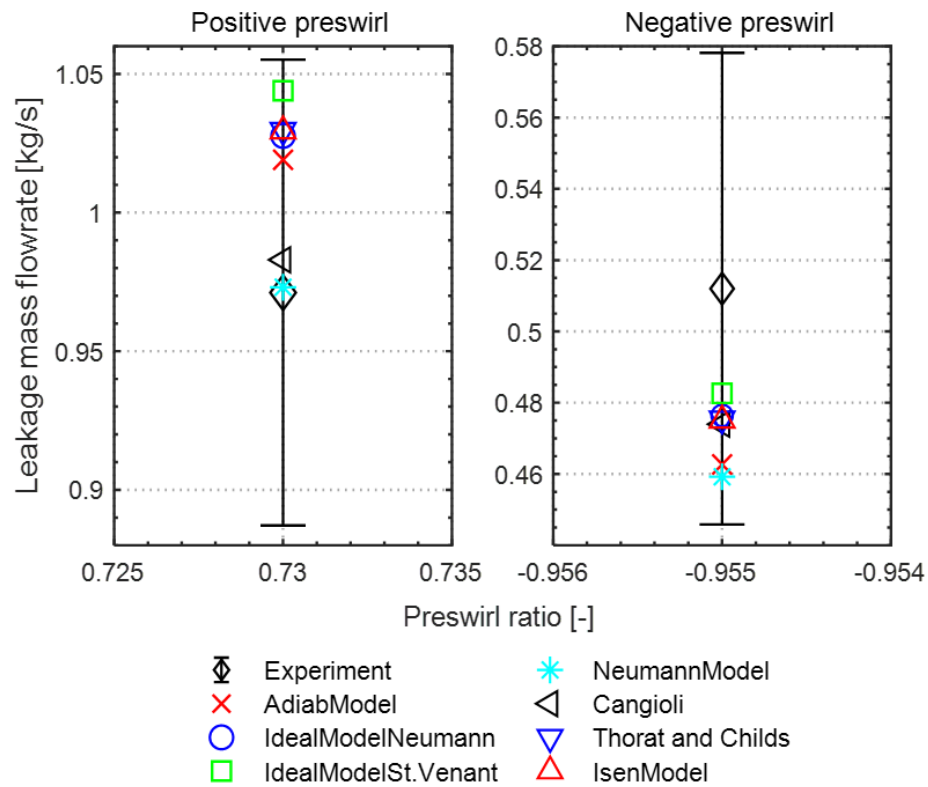 Positive preswirl
Negative preswirl
Leakage mass flowrate [kg/s]
1.05
1
0.95
0.9
0.725
0.73
0.735
0.58
0.56
0.54
0.52
0.5
0.48
0.46
-0.956
-0.955
-0.954
Preswirl ratio [-]
Experiment
AdiabModel
IdealModelNeumann
IdealModelSt.Venant
NeumannModel
Cangioli
Thorat and Childs
IsenModel